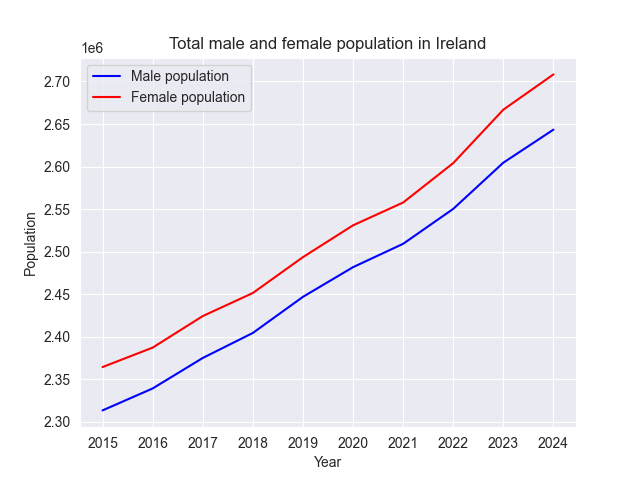 Total male and female population in Ireland
1e6
Male population
Female population
2.70
2.65
2.60
2.55
2.50
2.45
2.40
2.35
2.30
Population
2015 2016 2017 2018 2019 2020 2021 2022 2023 2024
Year